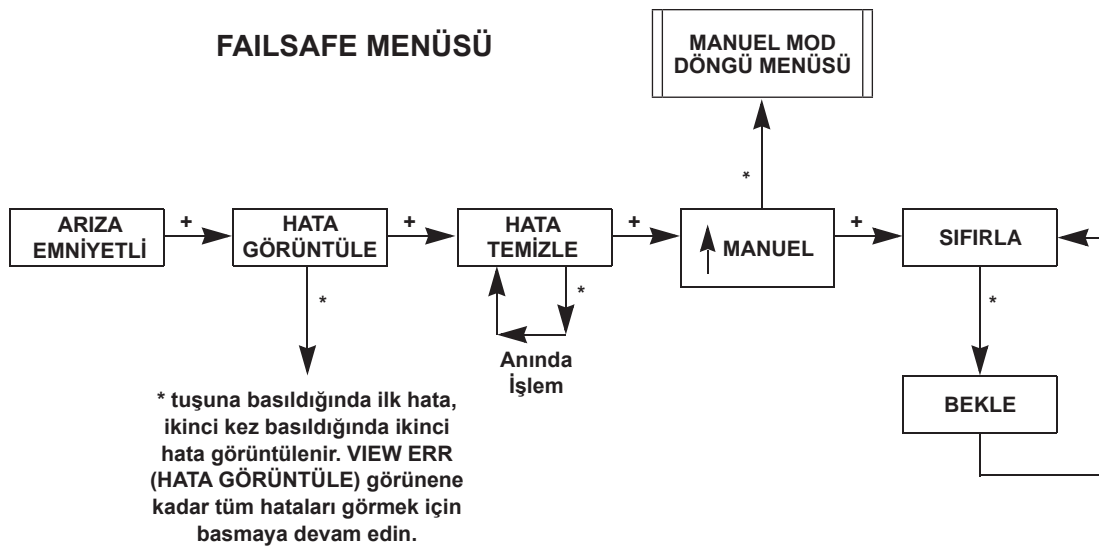 FAILSAFE MENÜSÜ
MANUEL MOD
DÖNGÜ MENÜSÜ
*
ARIZA
EMNİYETLİ
+
HATA
GÖRÜNTÜLE
+
HATA
TEMİZLE
+
MANUEL
+
SIFIRLA
*
*
*
Anında
İşlem
BEKLE
* tuşuna basıldığında ilk hata,
ikinci kez basıldığında ikinci
hata görüntülenir. VIEW ERR
(HATA GÖRÜNTÜLE) görünene
kadar tüm hataları görmek için
basmaya devam edin.